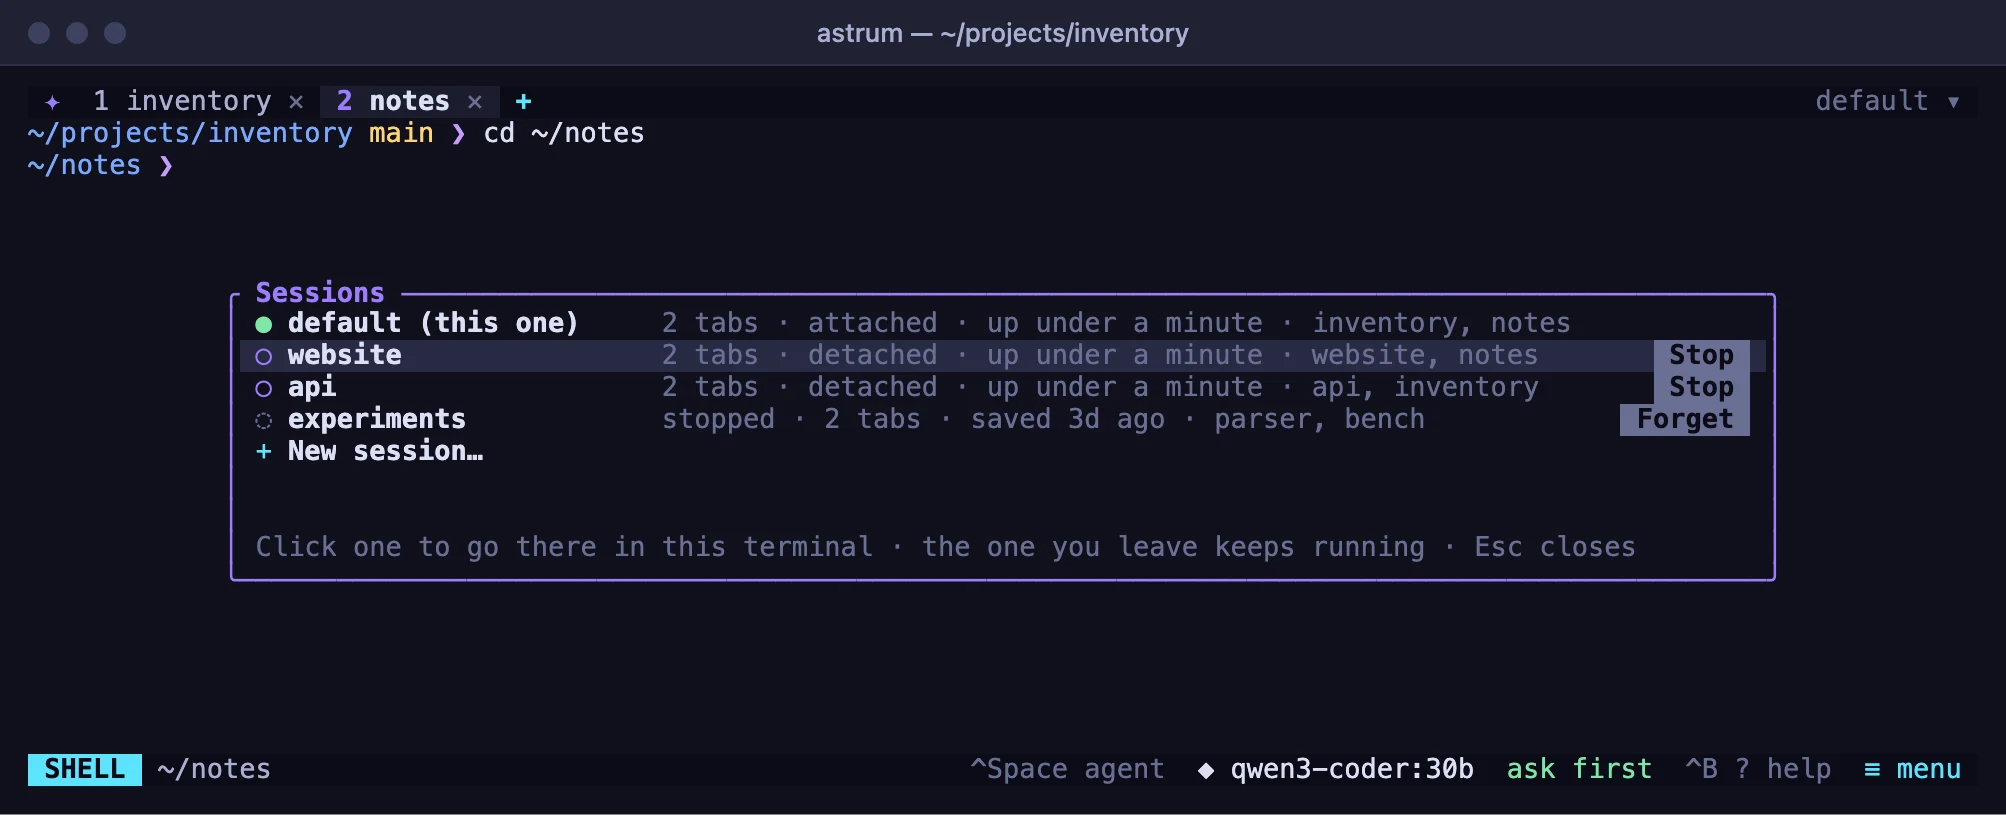 astrum — ~/projects/inventory
✦ 1 inventory × 2 notes × + default ▾
~/projects/inventory main ❯ cd ~/notes
~/notes ❯
Sessions
● default (this one) 2 tabs · attached · up under a minute · inventory, notes
○ website 2 tabs · detached · up under a minute · website, notes Stop
○ api 2 tabs · detached · up under a minute · api, inventory Stop
◌ experiments stopped · 2 tabs · saved 3d ago · parser, bench Forget
+ New session…
Click one to go there in this terminal · the one you leave keeps running · Esc closes
SHELL ~/notes ^Space agent ◆ qwen3-coder:30b ask first ^B ? help ≡ menu